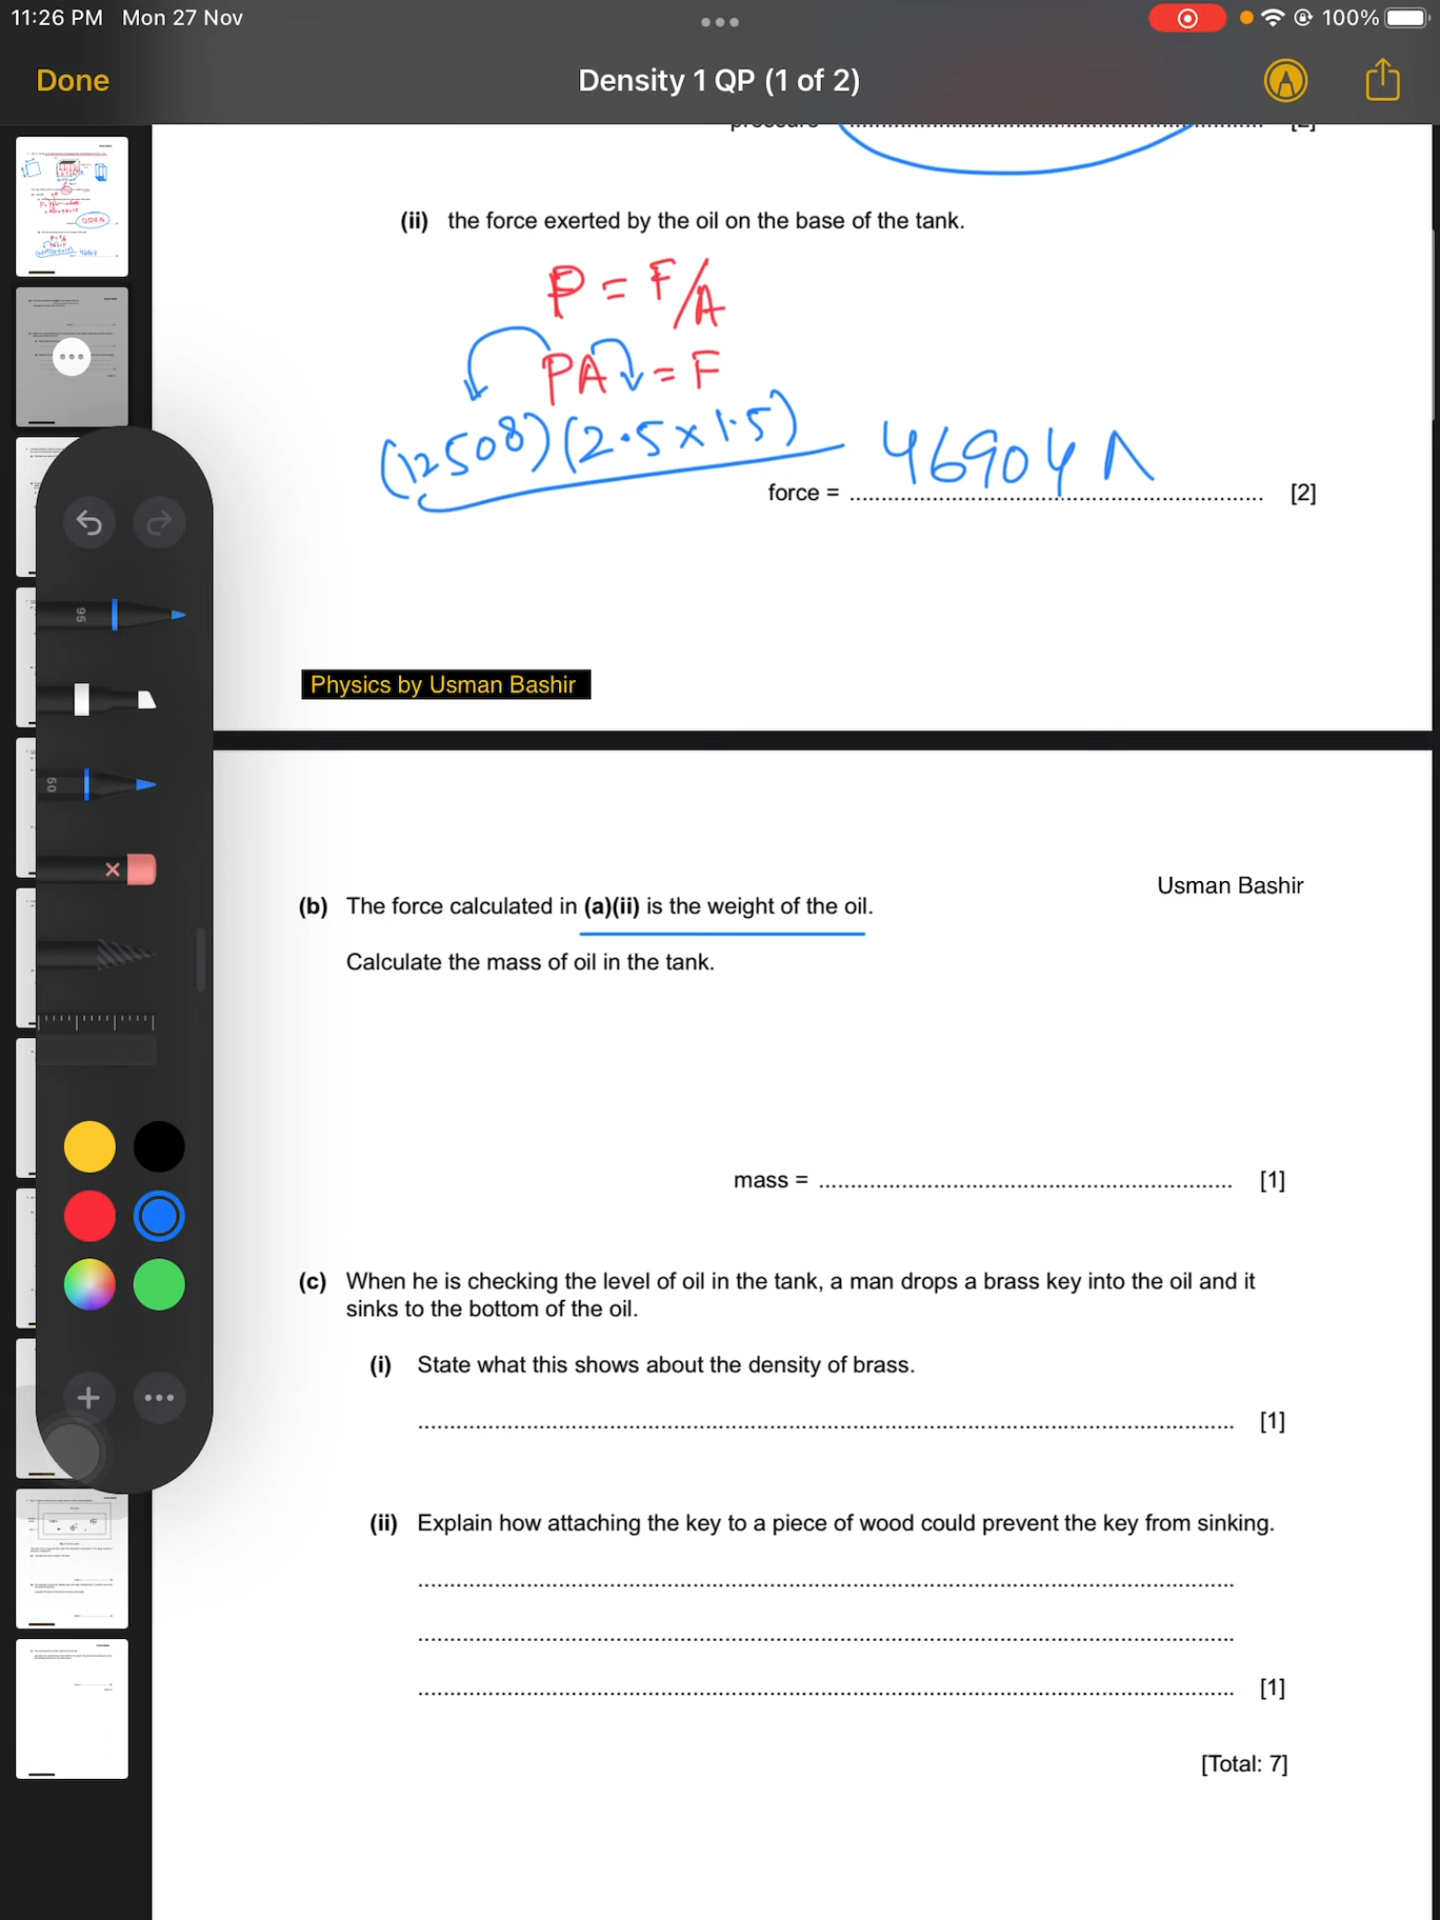 11:26 PM Mon 27 Nov
100%
Done
Density 1 QP (1 of 2)
[2]
(ii) the force exerted by the oil on the base of the tank.
P = F/A
PA = F
(12508)(2.5 x 1.5)
46904 N
force = [2]
Physics by Usman Bashir
Usman Bashir
(b) The force calculated in (a)(ii) is the weight of the oil.
Calculate the mass of oil in the tank.
mass = [1]
(c) When he is checking the level of oil in the tank, a man drops a brass key into the oil and it
sinks to the bottom of the oil.
(i) State what this shows about the density of brass.
[1]
(ii) Explain how attaching the key to a piece of wood could prevent the key from sinking.
[1]
[Total: 7]
95
50